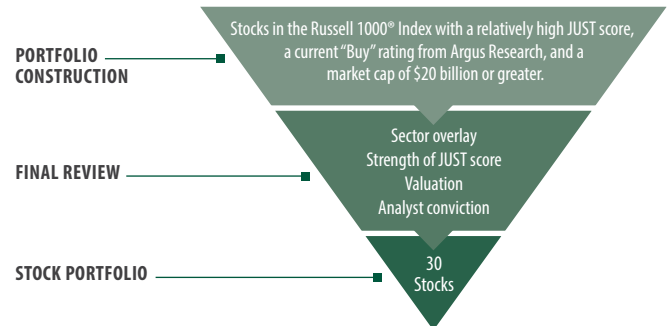 PORTFOLIO
CONSTRUCTION
Stocks in the Russell 1000® Index with a relatively high JUST score,
a current “Buy” rating from Argus Research, and a
market cap of $20 billion or greater.
FINAL REVIEW
Sector overlay
Strength of JUST score
Valuation
Analyst conviction
STOCK PORTFOLIO
30
Stocks